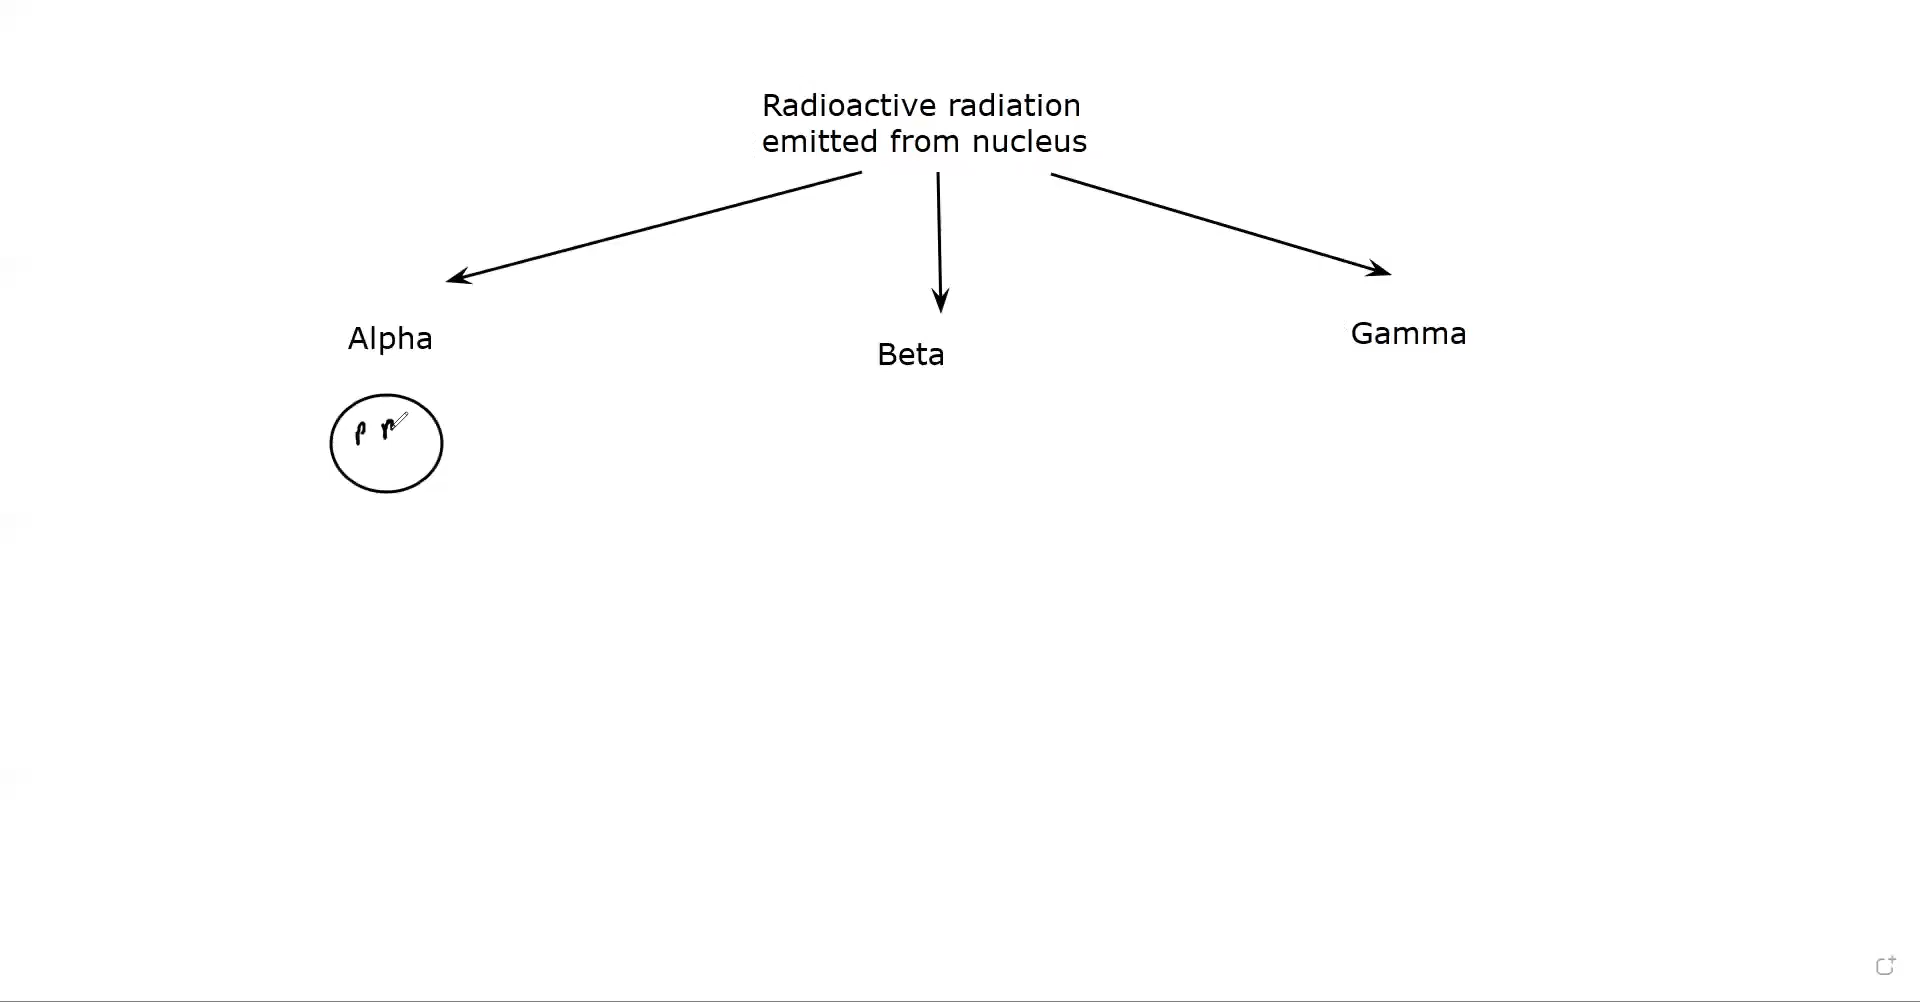 Radioactive radiation
emitted from nucleus
Alpha
Beta
Gamma
p